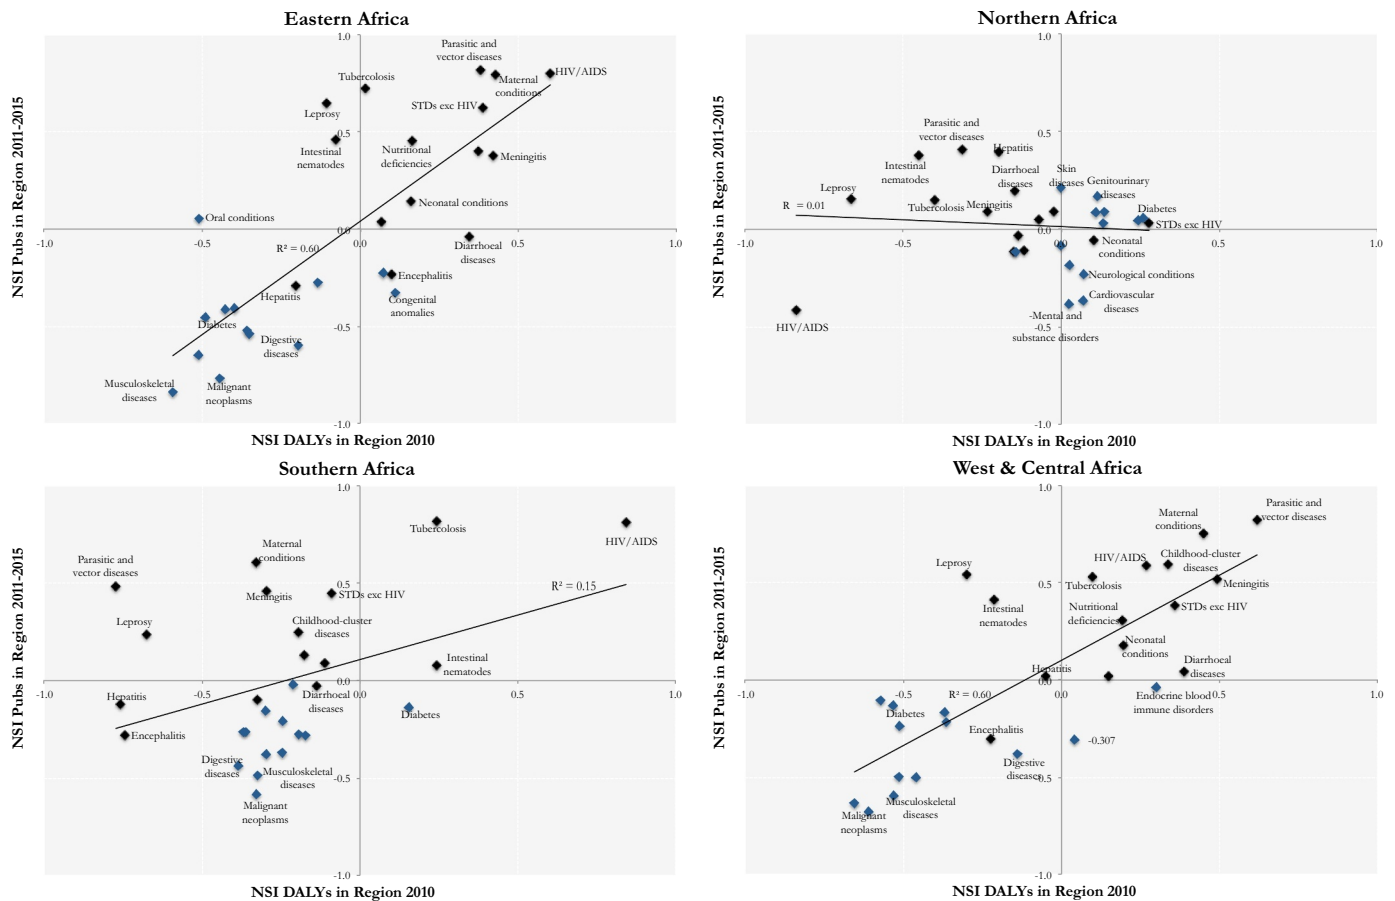 Eastern Africa
1.0
Parasitic and
vector diseases
HIV/AIDS
Tubercolosis
Maternal
conditions
STDs exc HIV
Leprosy
0.5
Intestinal
nematodes
Nutritional
deficiencies
Meningitis
Neonatal conditions
Oral conditions
-1.0
-0.5
0.0
0.5
1.0
R² = 0.60
Diarrhoeal
diseases
Encephalitis
Hepatitis
Congenital
anomalies
Diabetes
-0.5
Digestive
diseases
Musculoskeletal
diseases
Malignant
neoplasms
-1.0
NSI Pubs in Region 2011-2015
NSI DALYs in Region 2010
Northern Africa
1.0
0.5
Parasitic and
vector diseases
Hepatitis
Intestinal
nematodes
Diarrhoeal
diseases
Skin
diseases
Genitourinary
diseases
Leprosy
Tubercolosis
Meningitis
Diabetes
R = 0.01
STDs exc HIV
-1.0
-0.5
0.0
0.5
1.0
Neonatal
conditions
Neurological conditions
Cardiovascular
diseases
-Mental and
substance disorders
-0.5
HIV/AIDS
-1.0
NSI Pubs in Region 2011-2015
NSI DALYs in Region 2010
Southern Africa
1.0
Tubercolosis
HIV/AIDS
Maternal
conditions
Parasitic and
vector diseases
0.5
R² = 0.15
Meningitis
STDs exc HIV
Leprosy
Childhood-cluster
diseases
Intestinal
nematodes
-1.0
-0.5
0.0
0.5
1.0
Hepatitis
Diarrhoeal
diseases
Diabetes
Encephalitis
Digestive
diseases
Musculoskeletal
diseases
-0.5
Malignant
neoplasms
-1.0
NSI Pubs in Region 2011-2015
NSI DALYs in Region 2010
West & Central Africa
1.0
Parasitic and
vector diseases
Maternal
conditions
HIV/AIDS
Childhood-cluster
diseases
Leprosy
Tubercolosis
0.5
Meningitis
Intestinal
nematodes
Nutritional
deficiencies
STDs exc HIV
Neonatal
conditions
Hepatitis
Diarrhoeal
diseases
-1.0
-0.5
0.0
0.5
1.0
R² = 0.60
Endocrine blood
immune disorders
Diabetes
Encephalitis
-0.307
Digestive
diseases
-0.5
Musculoskeletal
diseases
Malignant
neoplasms
-1.0
NSI Pubs in Region 2011-2015
NSI DALYs in Region 2010